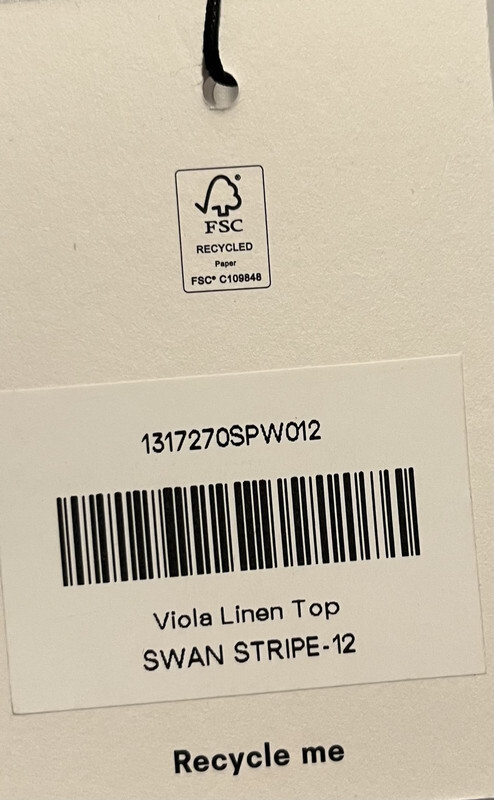 FSC
RECYCLED
Paper
FSC® C109848
1317270SPW012
Viola Linen Top
SWAN STRIPE-12
Recycle me